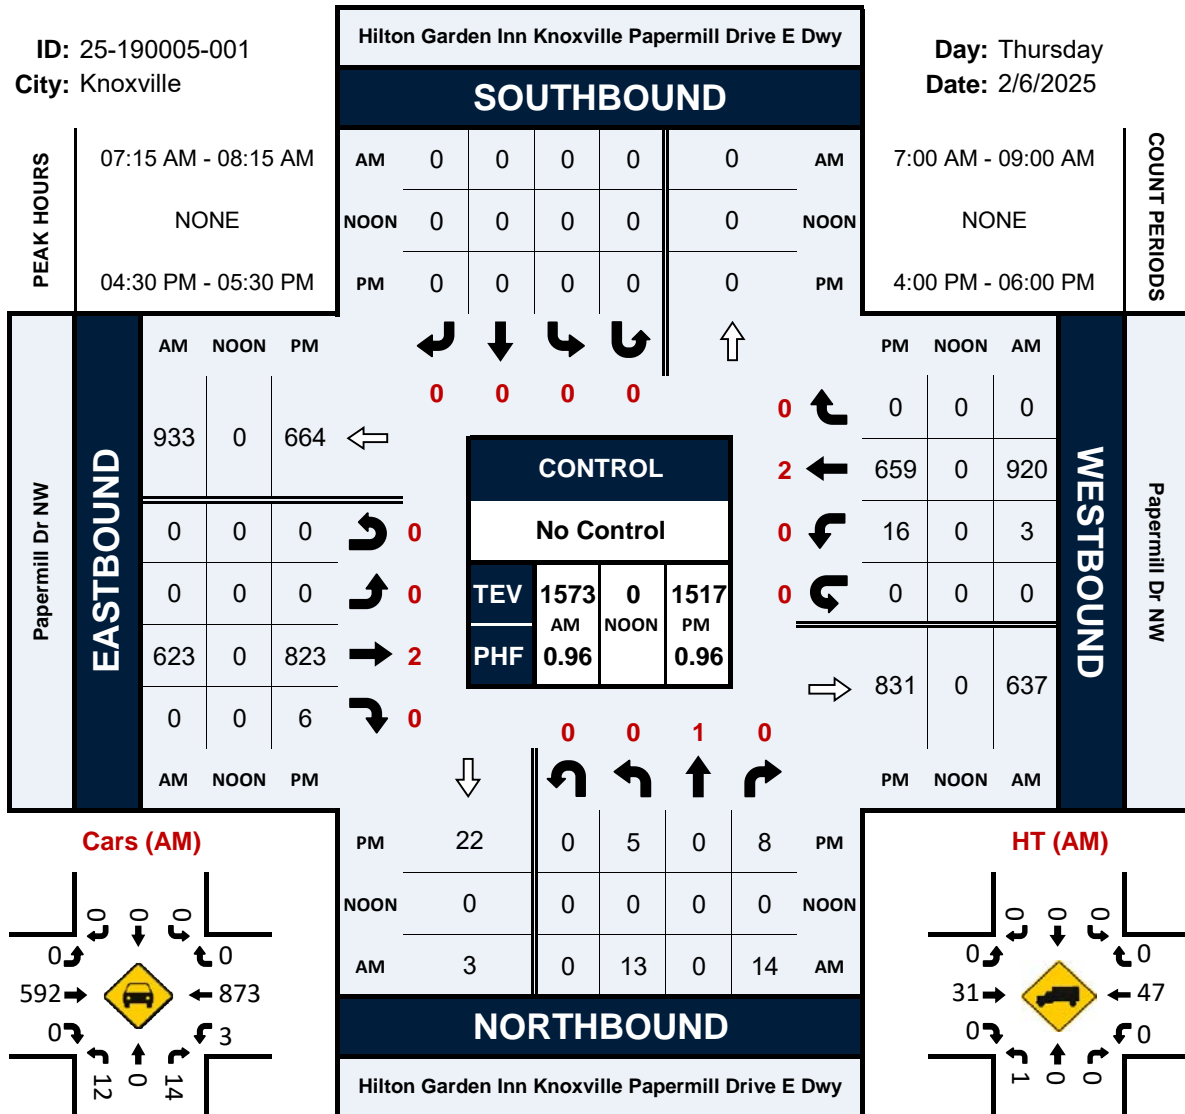 Hilton Garden Inn Knoxville Papermill Drive E Dwy
ID: 25-190005-001
City: Knoxville
Day: Thursday
Date: 2/6/2025
SOUTHBOUND
PEAK HOURS
07:15 AM - 08:15 AM
NONE
04:30 PM - 05:30 PM
AM 0 0 0 0 0 AM
NOON 0 0 0 0 0 NOON
PM 0 0 0 0 0 PM
7:00 AM - 09:00 AM
NONE
4:00 PM - 06:00 PM
COUNT PERIODS
0 0 0 0
Papermill Dr NW
EASTBOUND
AM NOON PM
933 0 664
0 0 0 0
0 0 0 0
623 0 823 2
0 0 6 0
AM NOON PM
CONTROL
No Control
TEV 1573 0 1517
AM NOON PM
PHF 0.96 0.96
PM NOON AM
0 0 0 0
2 659 0 920
0 16 0 3
0 0 0 0
831 0 637
PM NOON AM
WESTBOUND
Papermill Dr NW
0 0 1 0
PM 22 0 5 0 8 PM
NOON 0 0 0 0 0 NOON
AM 3 0 13 0 14 AM
NORTHBOUND
Hilton Garden Inn Knoxville Papermill Drive E Dwy
Cars (AM)
0 0 0
0 0
592 873
0 3
12 0 14
HT (AM)
0 0 0
0 0
31 47
0 0
1 0 0